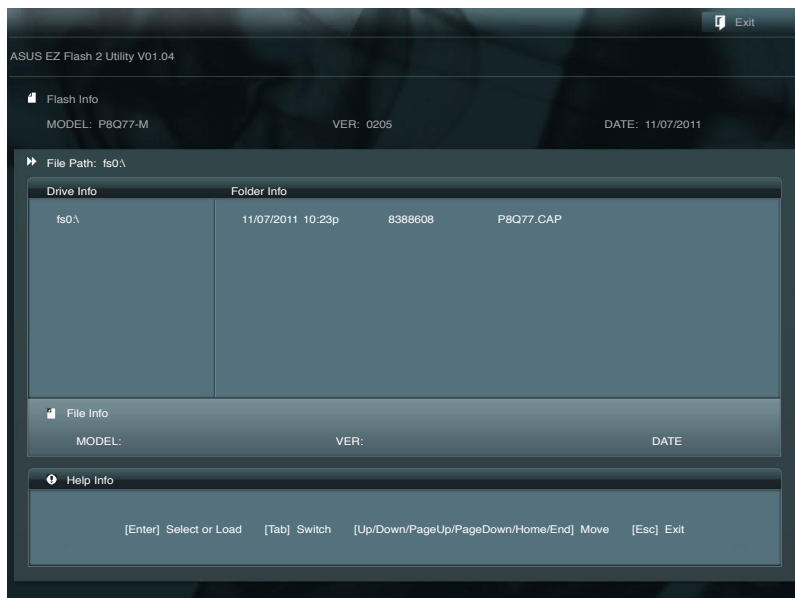 Exit
ASUS EZ Flash 2 Utility V01.04
Flash Info
MODEL: P8Q77-M VER: 0205 DATE: 11/07/2011
File Path: fs0:\
Drive Info Folder Info
fs0:\ 11/07/2011 10:23p 8388608 P8Q77.CAP
File Info
MODEL: VER: DATE
Help Info
[Enter] Select or Load [Tab] Switch [Up/Down/PageUp/PageDown/Home/End] Move [Esc] Exit